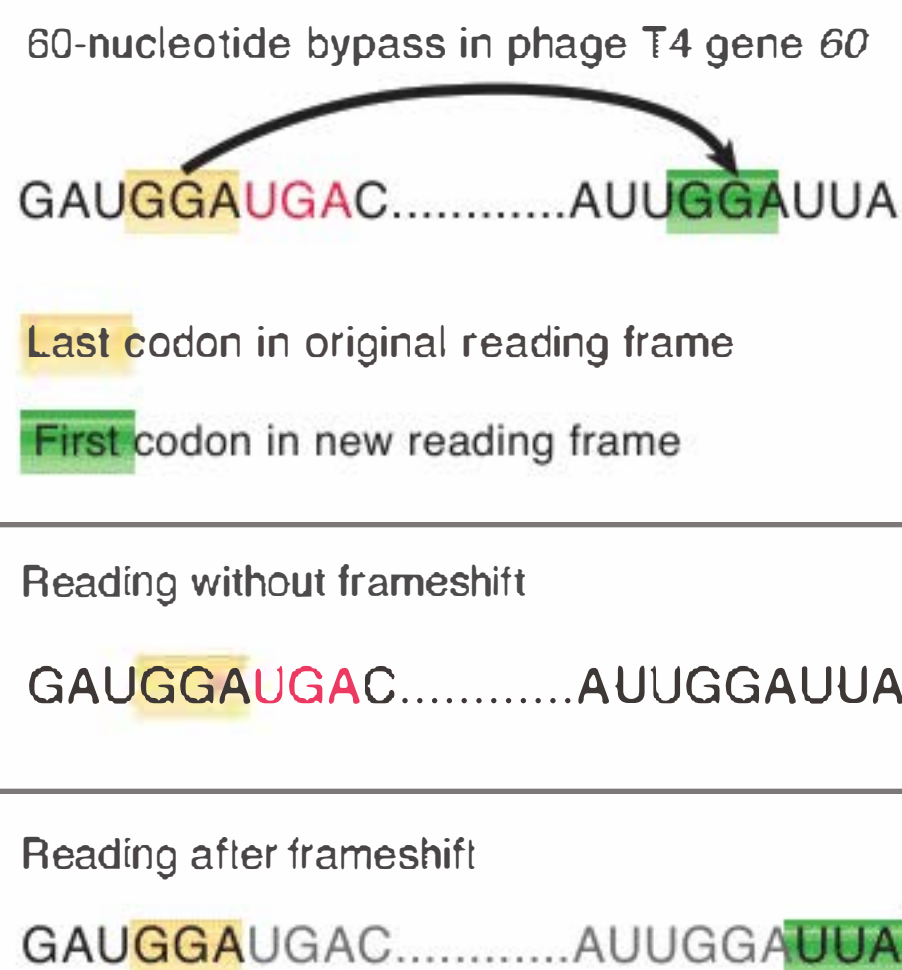 60-nucleotide bypass in phage T4 gene 60
GAUGGAUGAC............AUUGGAUUA
Last codon in original reading frame
First codon in new reading frame
Reading without frameshift
GAUGGAUGAC............AUUGGAUUA
Reading after frameshift
GAUGGAUGAC............AUUGGAUUA